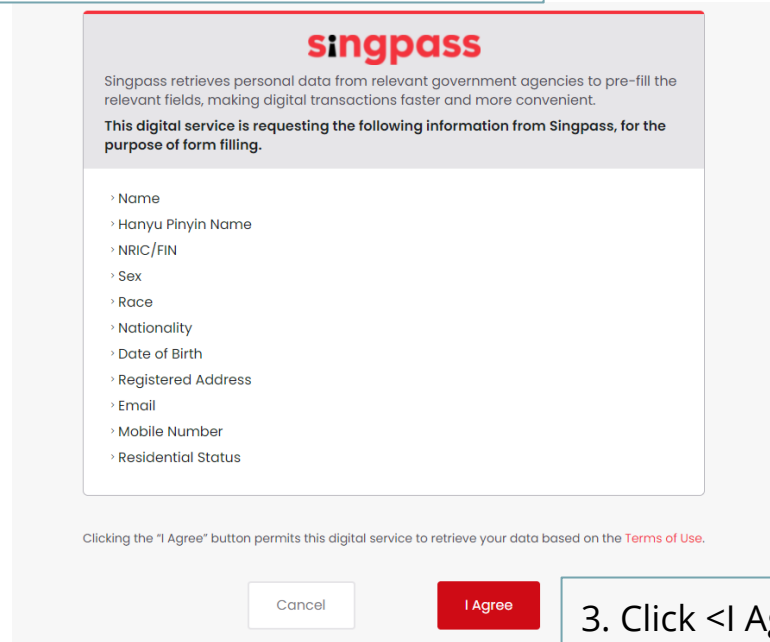 singpass
Singpass retrieves personal data from relevant government agencies to pre-fill the
relevant fields, making digital transactions faster and more convenient.
This digital service is requesting the following information from Singpass, for the
purpose of form filling.
› Name
› Hanyu Pinyin Name
› NRIC/FIN
› Sex
› Race
› Nationality
› Date of Birth
› Registered Address
› Email
› Mobile Number
› Residential Status
Clicking the "I Agree" button permits this digital service to retrieve your data based on the Terms of Use.
Cancel
I Agree
3. Click <I